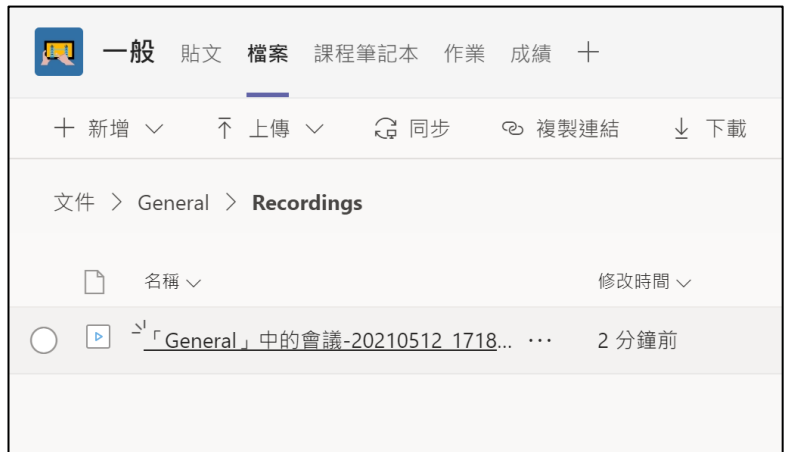 一般 貼文 檔案 課程筆記本 作業 成績
新增 上傳 同步 複製連結 下載
文件 > General > Recordings
名稱 修改時間
「General」中的會議-20210512_1718... ··· 2 分鐘前